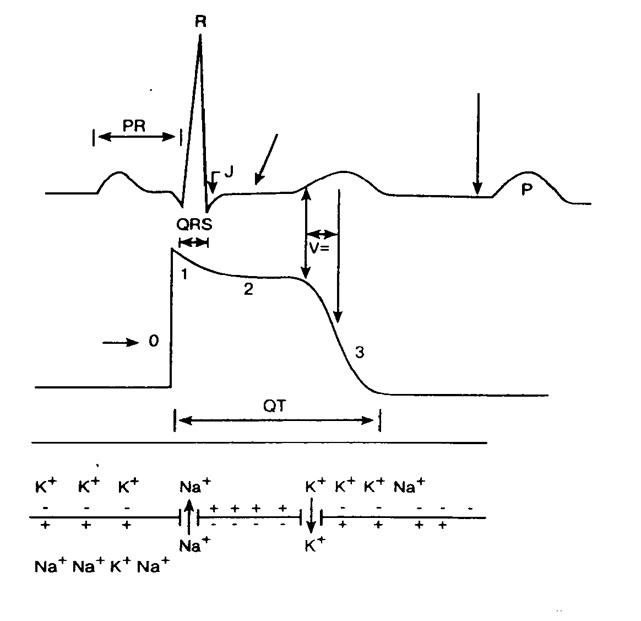 R
PR
J
P
QRS
V=
1
2
0
3
QT
K+ K+ K+ Na+ K+ K+ K+ Na+
- - - + + + + - - - - -
+ + + - - - - + + + +
Na+ K+
Na+ Na+ K+ Na+